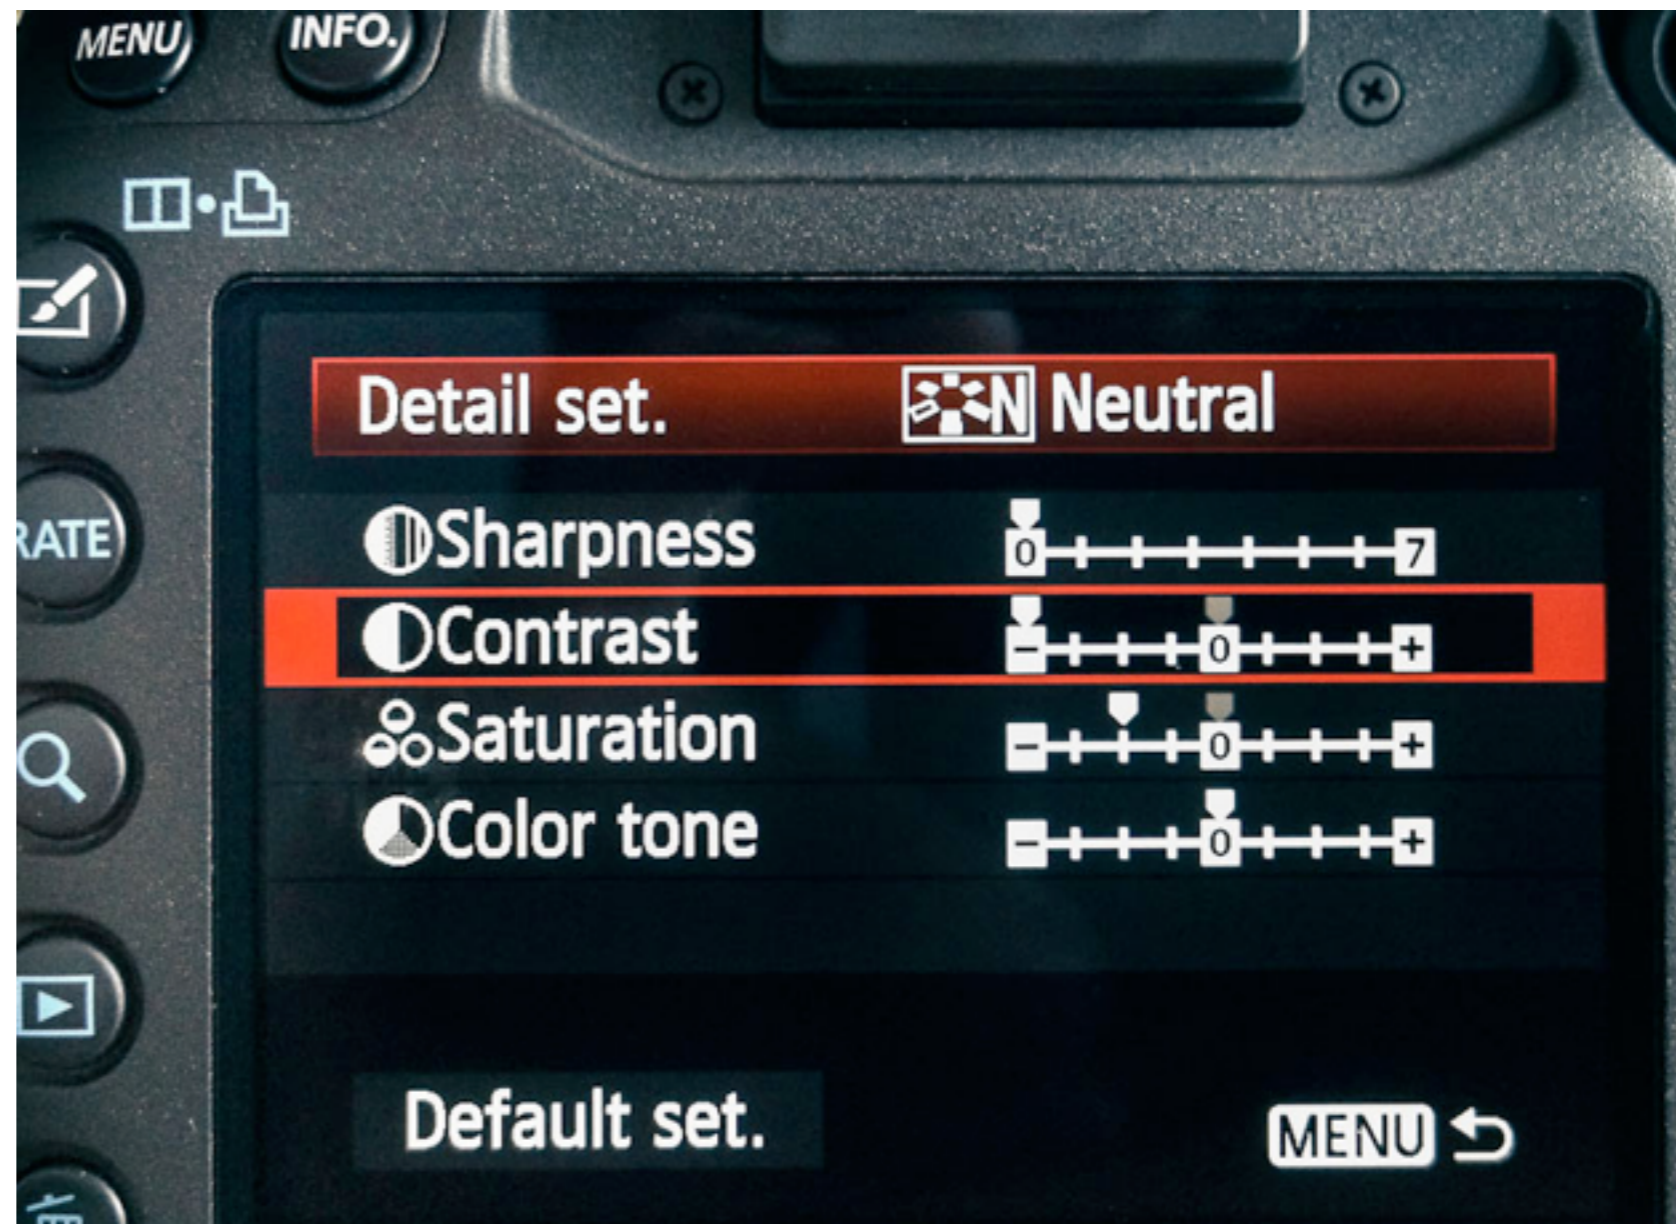 MENU INFO.
Detail set. N Neutral
RATE
Sharpness 0 7
Contrast - 0 +
Saturation - 0 +
Color tone - 0 +
Default set. MENU